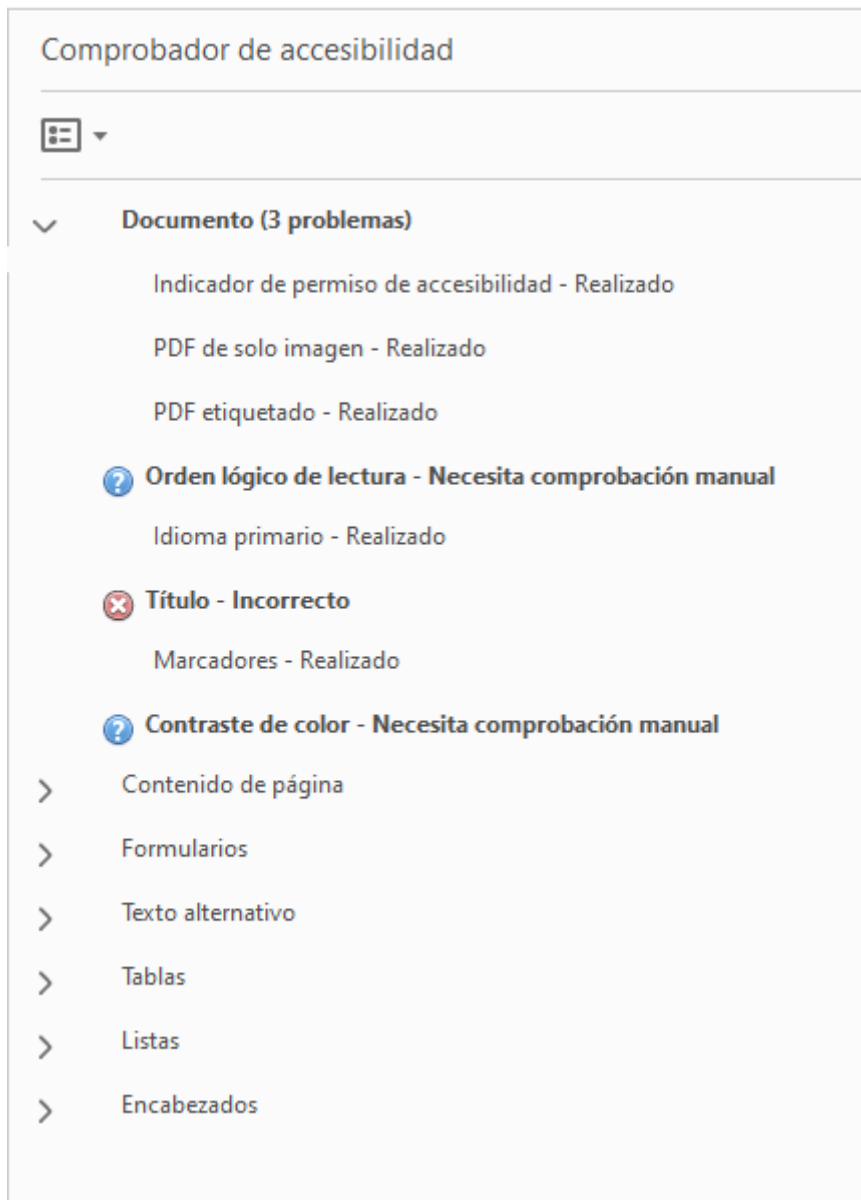 Comprobador de accesibilidad
Documento (3 problemas)
Indicador de permiso de accesibilidad - Realizado
PDF de solo imagen - Realizado
PDF etiquetado - Realizado
Orden lógico de lectura - Necesita comprobación manual
Idioma primario - Realizado
Título - Incorrecto
Marcadores - Realizado
Contraste de color - Necesita comprobación manual
Contenido de página
Formularios
Texto alternativo
Tablas
Listas
Encabezados